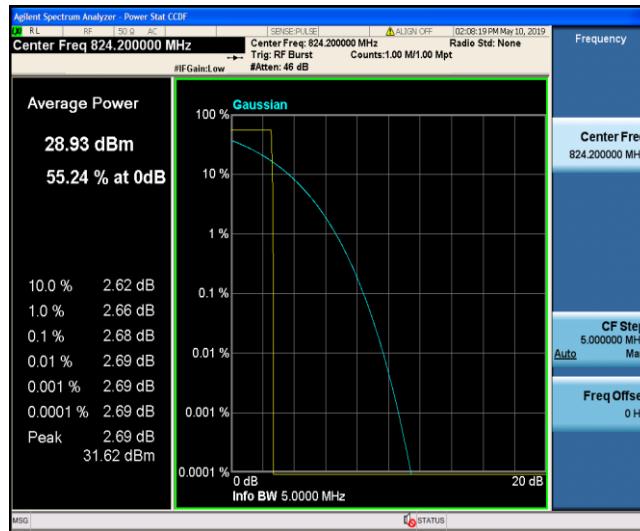 Agilent Spectrum Analyzer - Power Stat CCDF
RL RF 50 Ω AC SENSE:PULSE ALIGN OFF 02:08:19 PM May 10, 2019
Center Freq 824.200000 MHz Center Freq: 824.200000 MHz Radio Std: None
Trig: RF Burst Counts:1.00 M/1.00 Mpt
#IFGain:Low #Atten: 46 dB
Frequency
Average Power
28.93 dBm
55.24 % at 0dB
10.0 % 2.62 dB
1.0 % 2.66 dB
0.1 % 2.68 dB
0.01 % 2.69 dB
0.001 % 2.69 dB
0.0001 % 2.69 dB
Peak 2.69 dB
31.62 dBm
Gaussian
100 %
10 %
1 %
0.1 %
0.01 %
0.001 %
0.0001 %
0 dB 20 dB
Info BW 5.0000 MHz
Center Fre
824.200000 MH
CF Step
5.000000 MH
Auto Ma
Freq Offse
0 H
MSG STATUS